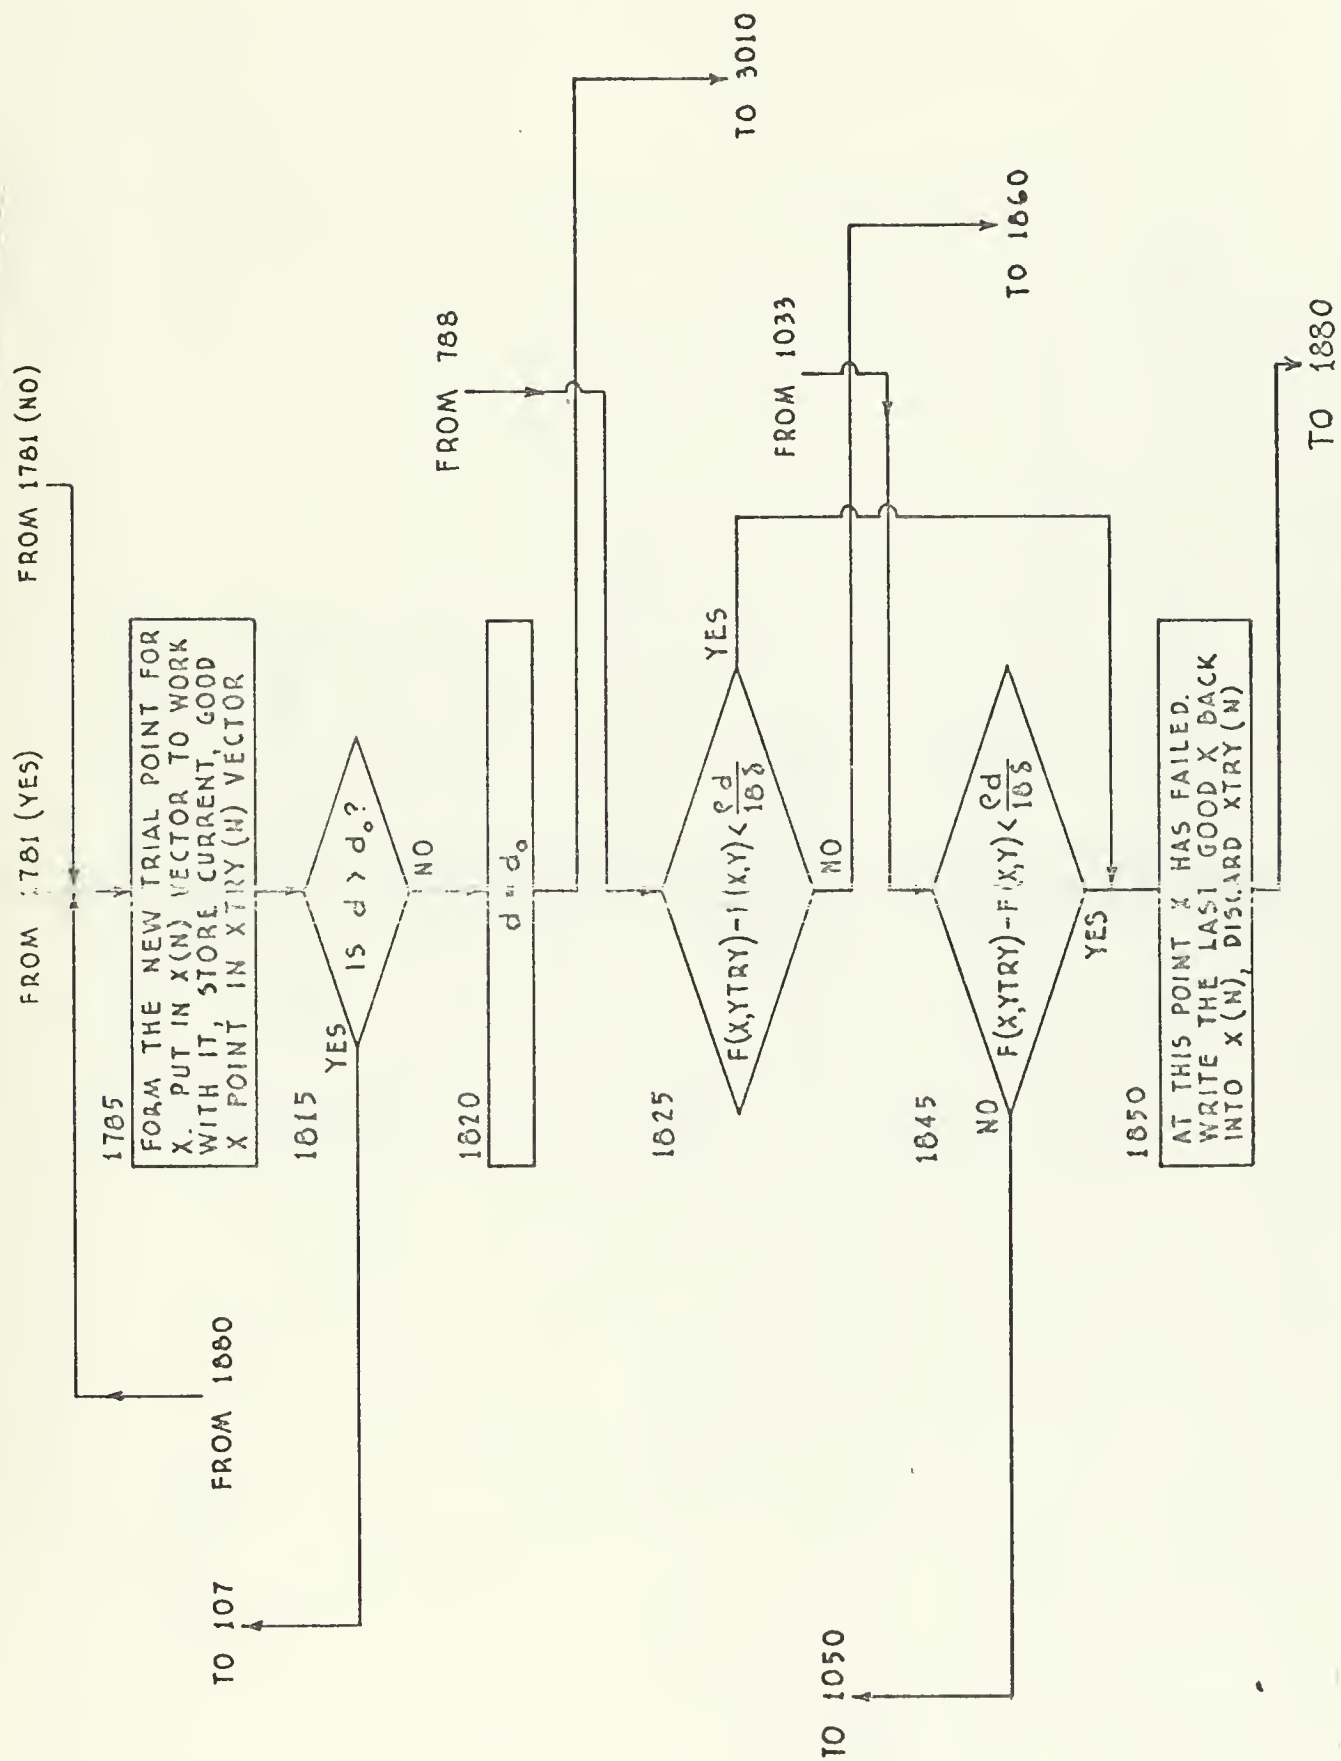 FROM 1781 (YES)
FROM 1781 (NO)
FROM 1880
1785
FORM THE NEW TRIAL POINT FOR
X. PUT IN X(N) VECTOR TO WORK
WITH IT, STORE CURRENT, GOOD
X POINT IN XTRY(N) VECTOR
TO 107
1815
IS d > d₀?
YES
NO
1820
d = d₀
TO 3010
FROM 788
1825
F(X,YTRY)-F(X,Y) < ρd/18δ
YES
NO
TO 1860
FROM 1033
1845
F(X,YTRY)-F(X,Y) < ρd/18δ
NO
YES
TO 1050
1850
AT THIS POINT X HAS FAILED.
WRITE THE LAST GOOD X BACK
INTO X(N), DISCARD XTRY(N)
TO 1880